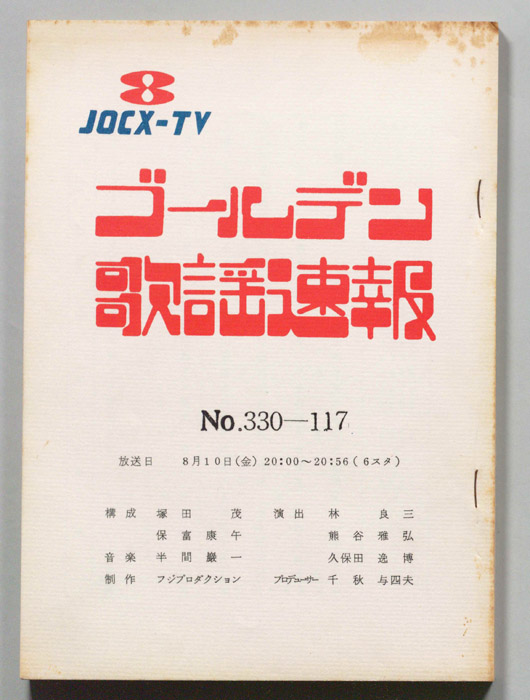 8
JOCX-TV
ゴールデン
歌謡速報
No.330—117
放送日 8月10日(金) 20:00〜20:56(6スタ)
構成 塚田 茂 演出 林 良三
保富康午 熊谷雅弘
音楽 半間巌一 久保田逸博
制作 フジプロダクション プロデューサー 千秋与四夫